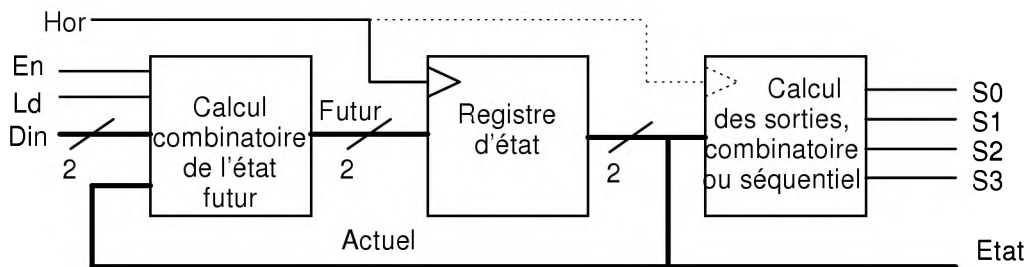 Hor
En
Ld
Din
2
Calcul
combinatoire
de l'état
futur
Futur
2
Registre
d'état
2
Calcul
des sorties,
combinatoire
ou séquentiel
S0
S1
S2
S3
Actuel
Etat